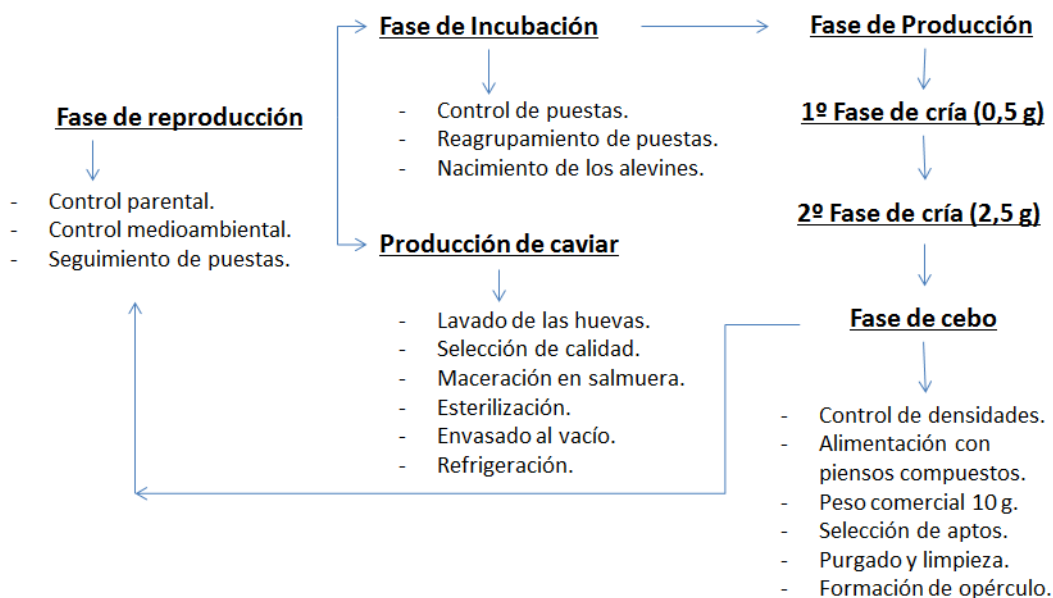 Fase de reproducción
- Control parental.
- Control medioambiental.
- Seguimiento de puestas.
Fase de Incubación
- Control de puestas.
- Reagrupamiento de puestas.
- Nacimiento de los alevines.
Producción de caviar
- Lavado de las huevas.
- Selección de calidad.
- Maceración en salmuera.
- Esterilización.
- Envasado al vacío.
- Refrigeración.
Fase de Producción
1º Fase de cría (0,5 g)
2º Fase de cría (2,5 g)
Fase de cebo
- Control de densidades.
- Alimentación con
piensos compuestos.
- Peso comercial 10 g.
- Selección de aptos.
- Purgado y limpieza.
- Formación de opérculo.